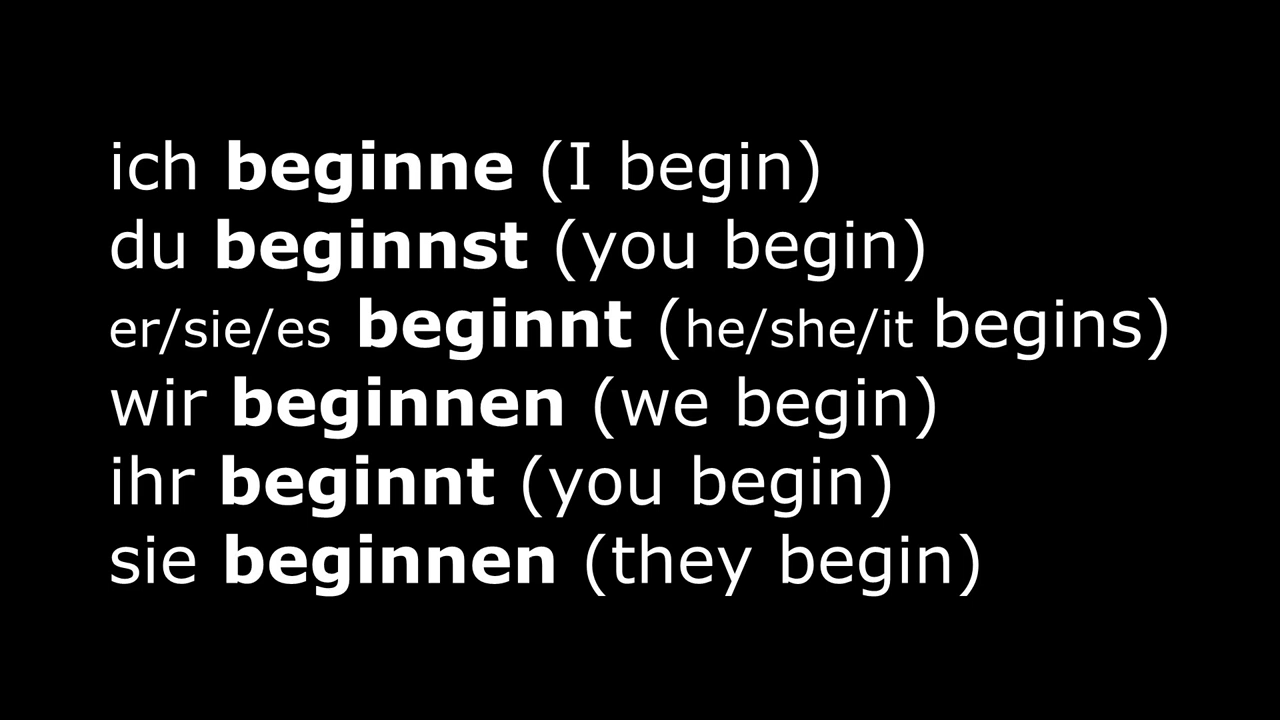 ich beginne (I begin)
du beginnst (you begin)
er/sie/es beginnt (he/she/it begins)
wir beginnen (we begin)
ihr beginnt (you begin)
sie beginnen (they begin)